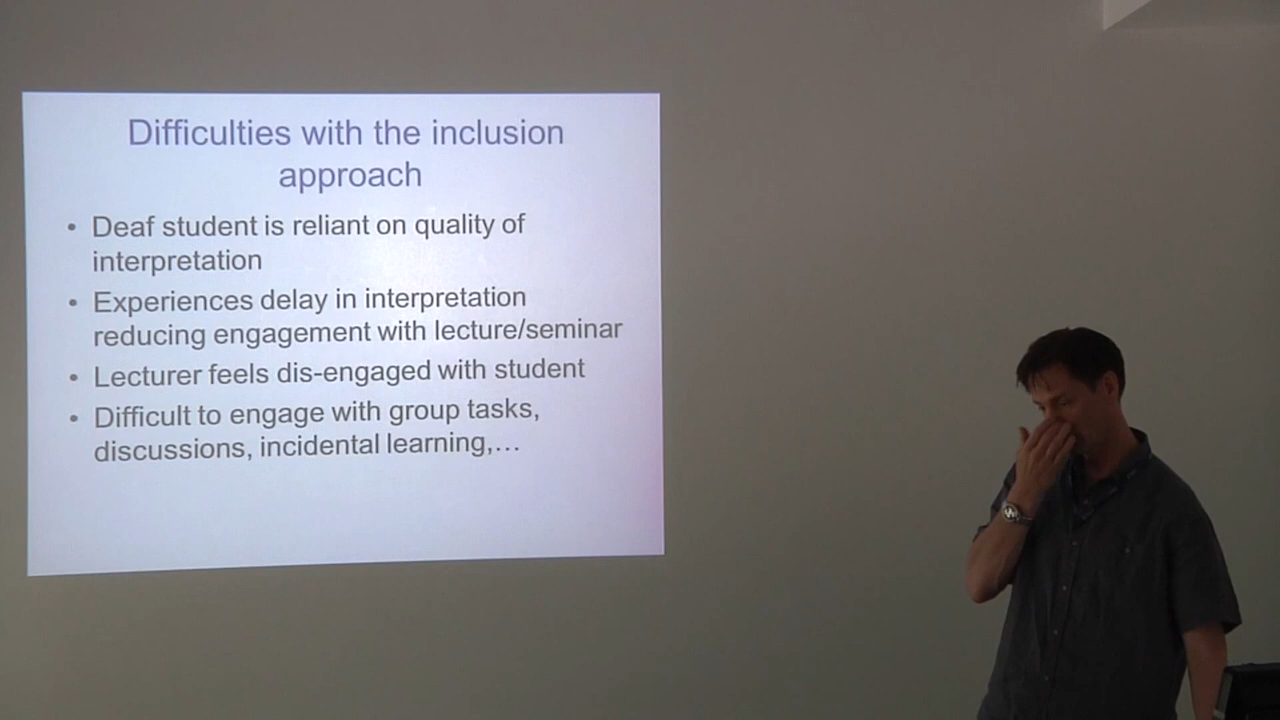 Difficulties with the inclusion
approach
• Deaf student is reliant on quality of
interpretation
• Experiences delay in interpretation
reducing engagement with lecture/seminar
• Lecturer feels dis-engaged with student
• Difficult to engage with group tasks,
discussions, incidental learning,…